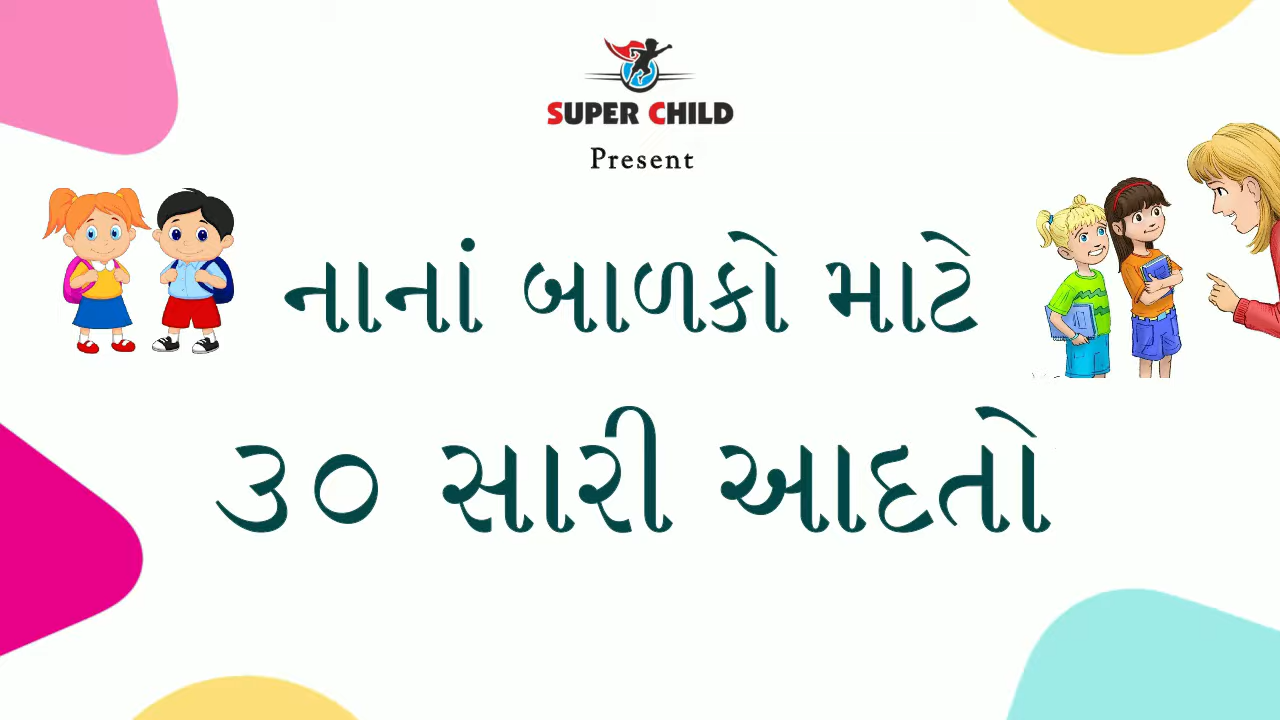 SUPER CHILD
Present
નાનાં બાળકો માટે
૩૦ સારી આદતો